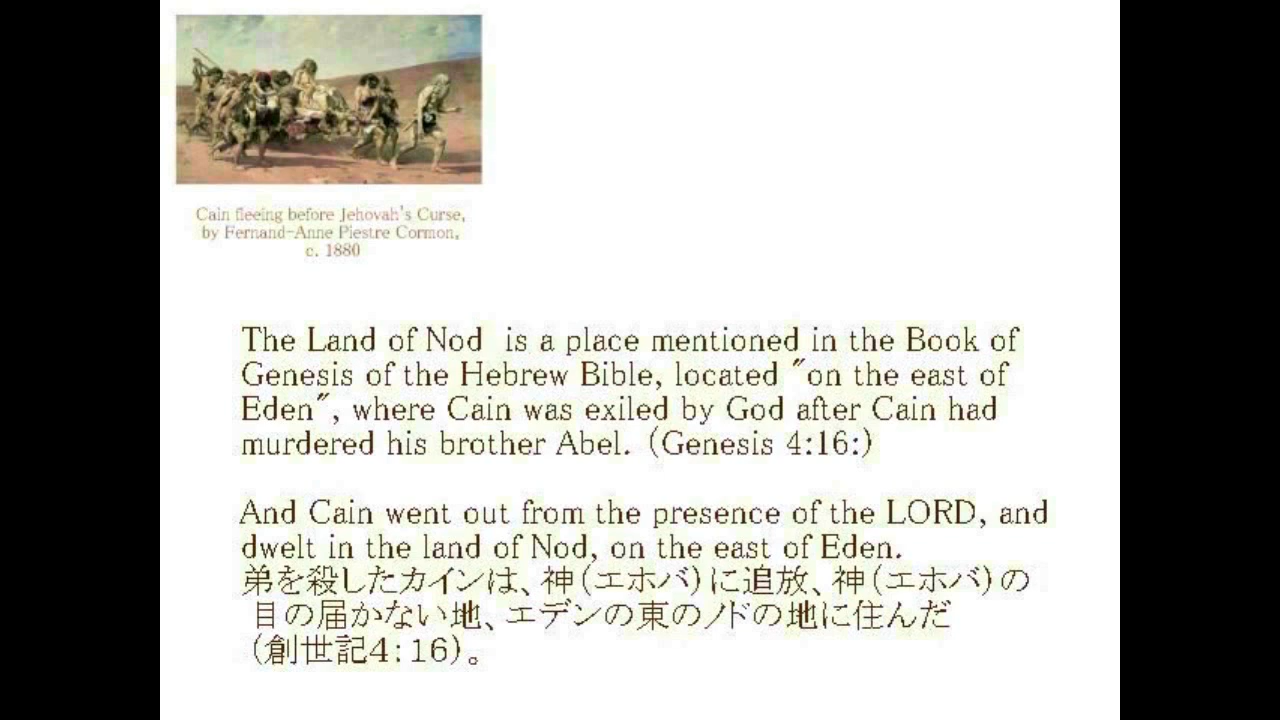 Cain fleeing before Jehovah's Curse,
by Fernand-Anne Piestre Cormon,
c. 1880
The Land of Nod is a place mentioned in the Book of
Genesis of the Hebrew Bible, located "on the east of
Eden", where Cain was exiled by God after Cain had
murdered his brother Abel. (Genesis 4:16:)
And Cain went out from the presence of the LORD, and
dwelt in the land of Nod, on the east of Eden.
弟を殺したカインは、神(エホバ)に追放、神(エホバ)の
目の届かない地、エデンの東のノドの地に住んだ
(創世記4:16)。